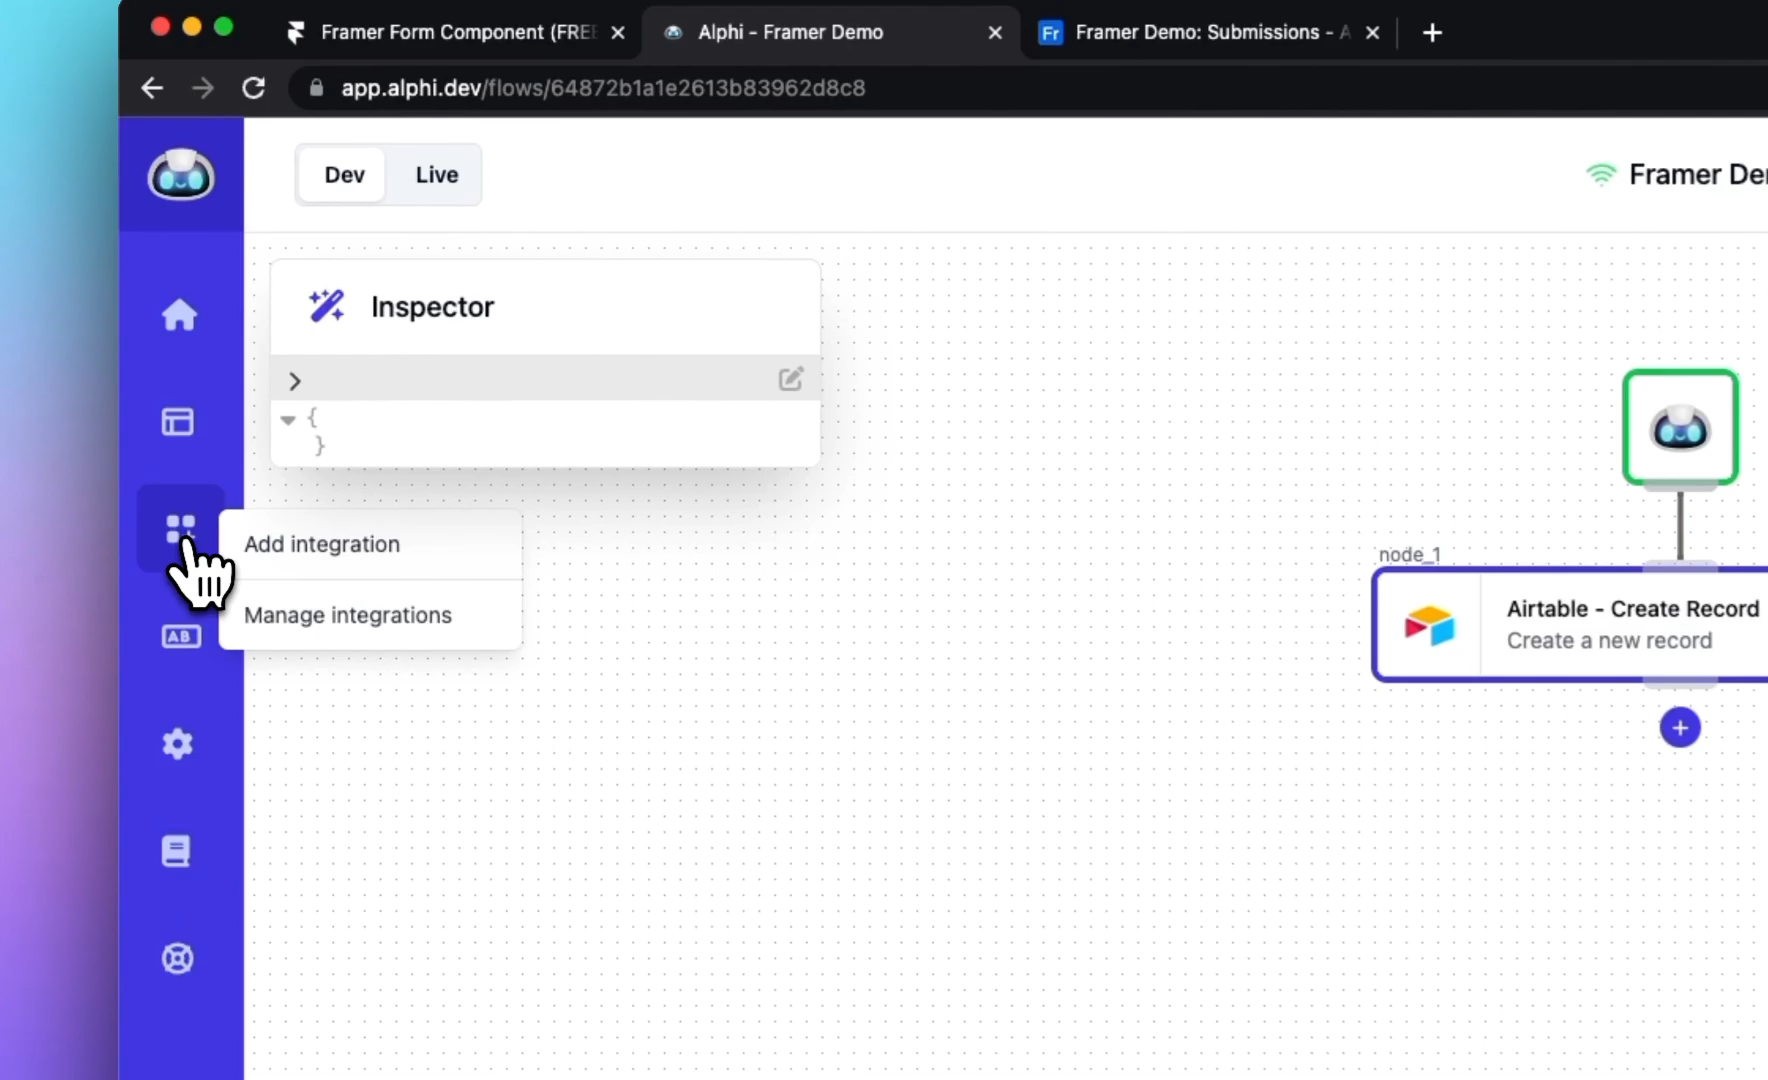 Framer Form Component (FREE
Alphi - Framer Demo
Fr
Framer Demo: Submissions - A
app.alphi.dev/flows/64872b1a1e2613b83962d8c8
Dev
Live
Framer De
Inspector
{
}
Add integration
Manage integrations
AB
node_1
Airtable - Create Record
Create a new record